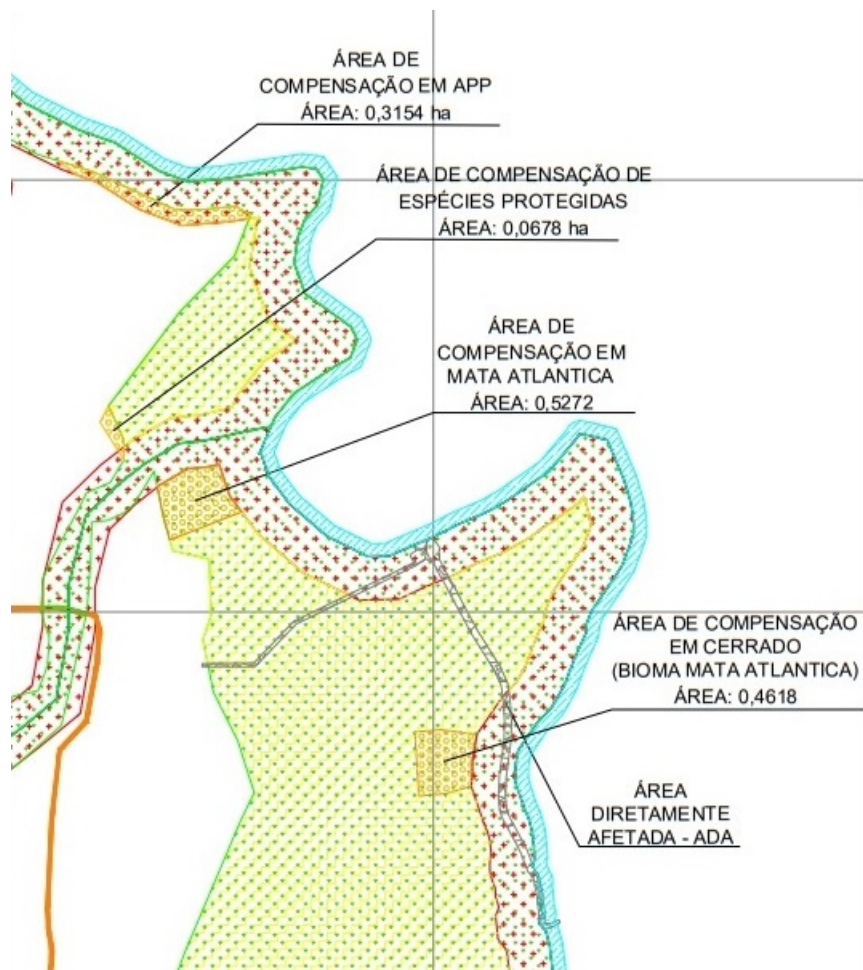 ÁREA DE
COMPENSAÇÃO EM APP
ÁREA: 0,3154 ha
ÁREA DE COMPENSAÇÃO DE
ESPÉCIES PROTEGIDAS
ÁREA: 0,0678 ha
ÁREA DE
COMPENSAÇÃO EM
MATA ATLANTICA
ÁREA: 0,5272
ÁREA DE COMPENSAÇÃO
EM CERRADO
(BIOMA MATA ATLANTICA)
ÁREA: 0,4618
ÁREA
DIRETAMENTE
AFETADA - ADA